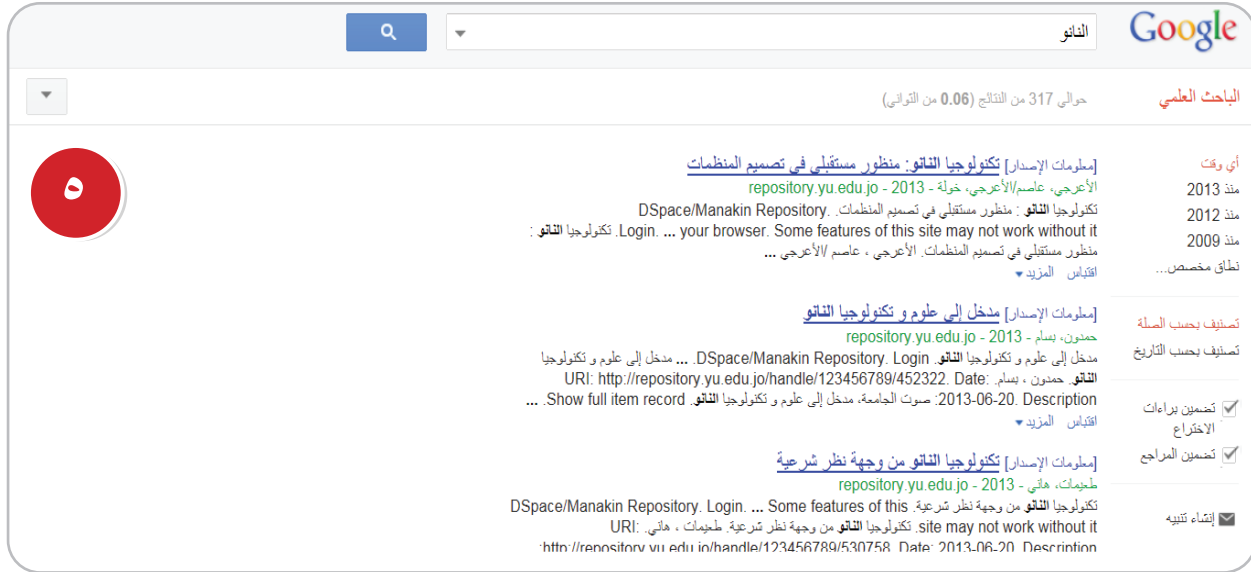 Google
النانو
الباحث العلمي
حوالي 317 من النتائج (0.06 من الثواني)
٥
أي وقت
منذ 2013
منذ 2012
منذ 2009
نطاق مخصص...
تصنيف بحسب الصلة
تصنيف بحسب التاريخ
تضمين براءات
الاختراع
تضمين المراجع
إنشاء تنبيه
[معلومات الإصدار] تكنولوجيا النانو: منظور مستقبلي في تصميم المنظمات
الأعرجي، عاصم/الأعرجي، خولة - 2013 - repository.yu.edu.jo
تكنولوجيا النانو : منظور مستقبلي في تصميم المنظمات. DSpace/Manakin Repository.
Login. ... your browser. Some features of this site may not work without it. تكنولوجيا النانو :
منظور مستقبلي في تصميم المنظمات. الأعرجي ، عاصم /الأعرجي ...
اقتباس المزيد
[معلومات الإصدار] مدخل إلى علوم و تكنولوجيا النانو
حمدون، بسام - 2013 - repository.yu.edu.jo
مدخل إلى علوم و تكنولوجيا النانو. DSpace/Manakin Repository. Login. ... مدخل إلى علوم و تكنولوجيا
النانو. حمدون ، بسام. URI: http://repository.yu.edu.jo/handle/123456789/452322. Date:
2013-06-20. Description: صوت الجامعة، مدخل إلى علوم و تكنولوجيا النانو. Show full item record. ...
اقتباس المزيد
[معلومات الإصدار] تكنولوجيا النانو من وجهة نظر شرعية
طعيمات، هاني - 2013 - repository.yu.edu.jo
تكنولوجيا النانو من وجهة نظر شرعية. DSpace/Manakin Repository. Login. ... Some features of this
site may not work without it. تكنولوجيا النانو من وجهة نظر شرعية. طعيمات ، هاني. URI:
http://repository.yu.edu.jo/handle/123456789/530758. Date: 2013-06-20. Description: